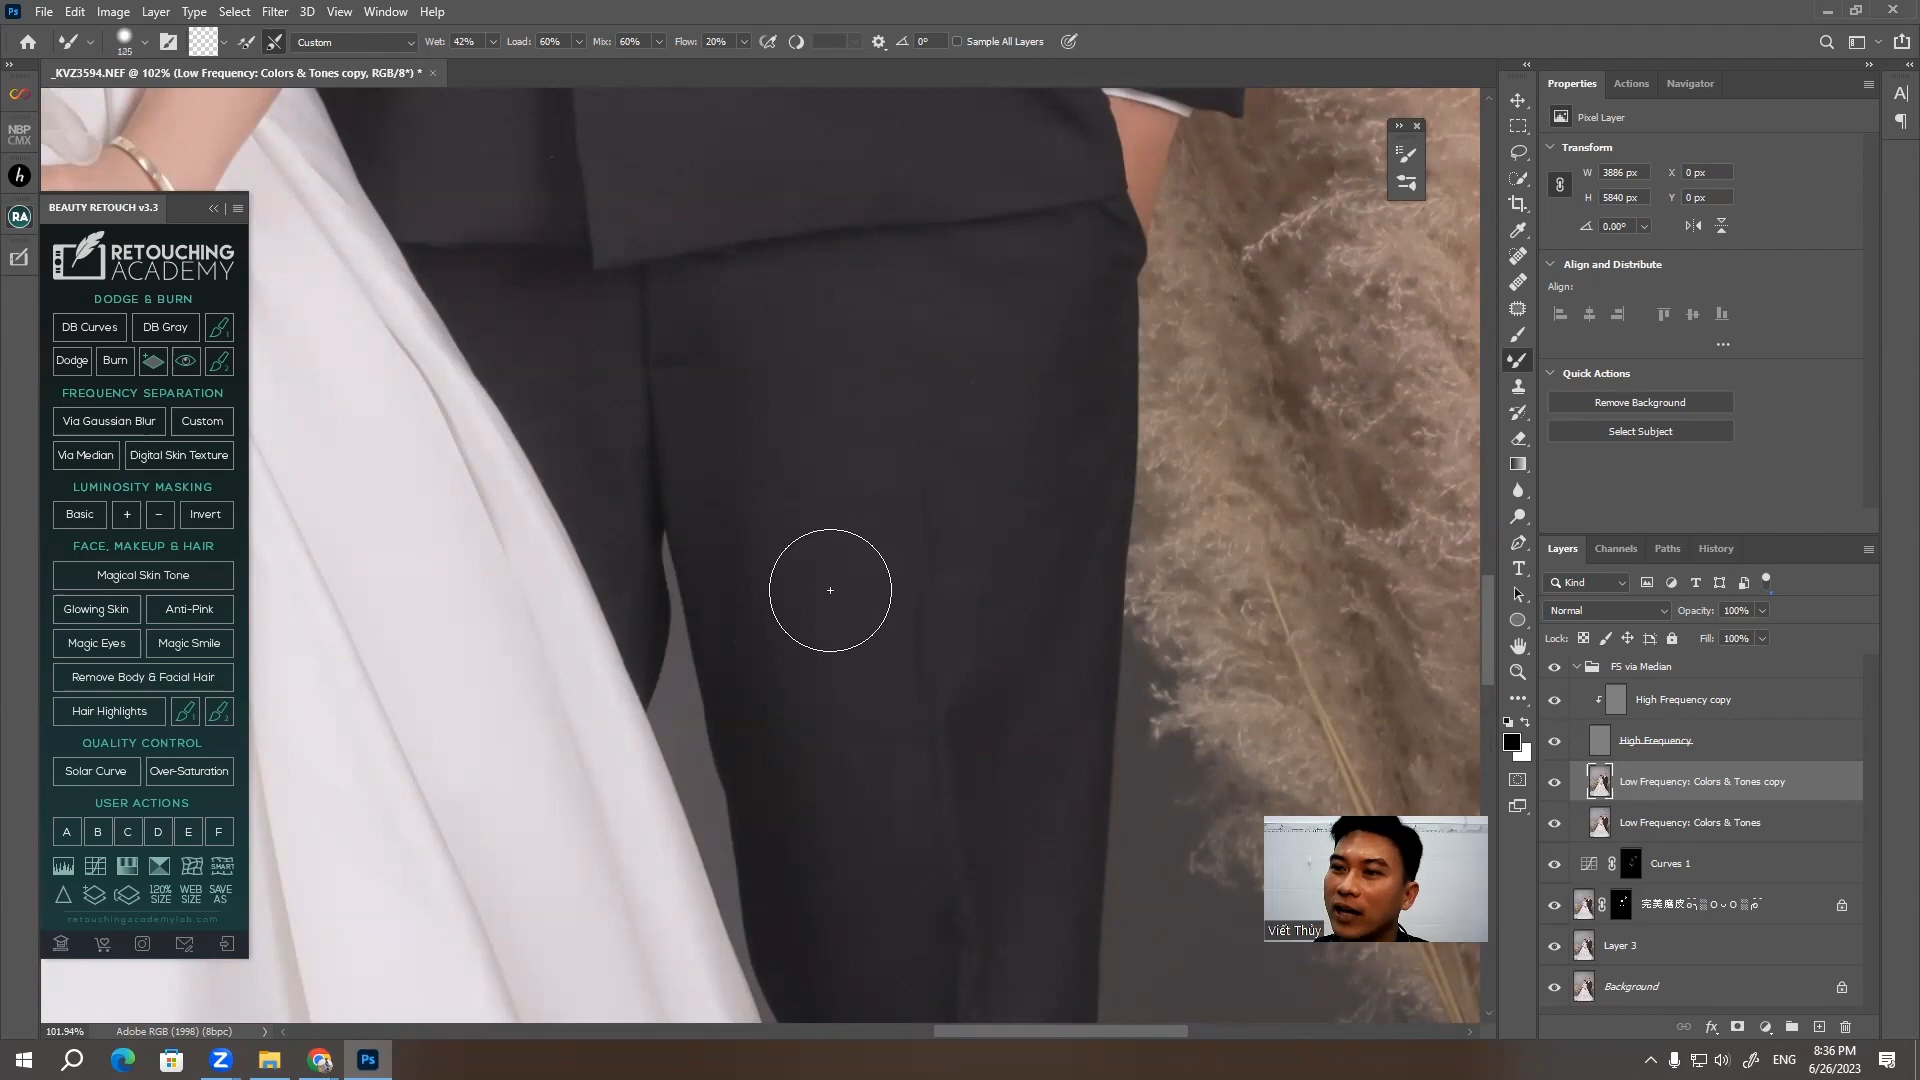 Ps File Edit Image Layer Type Select Filter 3D View Window Help
125 Custom Wet: 42% Load: 60% Mix: 60% Flow: 20% 0° Sample All Layers
_KVZ3594.NEF @ 102% (Low Frequency: Colors & Tones copy, RGB/8*) *
NBP
CMX
h
RA
BEAUTY RETOUCH v3.3
RETOUCHING
ACADEMY
DODGE & BURN
DB Curves DB Gray
Dodge Burn
FREQUENCY SEPARATION
Via Gaussian Blur Custom
Via Median Digital Skin Texture
LUMINOSITY MASKING
Basic + − Invert
FACE, MAKEUP & HAIR
Magical Skin Tone
Glowing Skin Anti-Pink
Magic Eyes Magic Smile
Remove Body & Facial Hair
Hair Highlights
QUALITY CONTROL
Solar Curve Over-Saturation
USER ACTIONS
A B C D E F
SMART
120% SIZE WEB SIZE SAVE AS
retouchingacademylab.com
Properties Actions Navigator
Pixel Layer
Transform
W 3886 px X 0 px
H 5840 px Y 0 px
0.00°
Align and Distribute
Align:
Quick Actions
Remove Background
Select Subject
Layers Channels Paths History
Kind
Normal Opacity: 100%
Lock: Fill: 100%
FS via Median
High Frequency copy
High Frequency
Low Frequency: Colors & Tones copy
Low Frequency: Colors & Tones
Curves 1
完美磨皮
Layer 3
Background
Viết Thủy
101.94% Adobe RGB (1998) (8bpc)
ENG
8:36 PM
6/26/2023